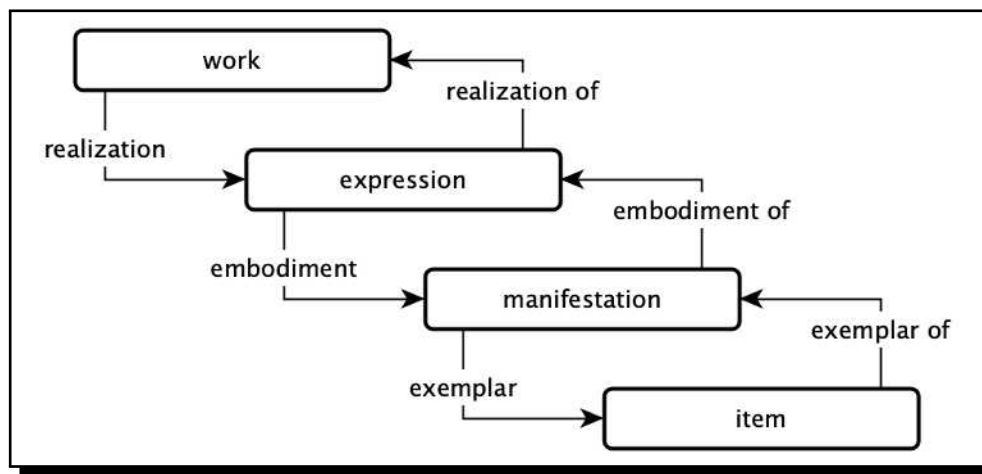 work
realization of
realization
expression
embodiment of
embodiment
manifestation
exemplar of
exemplar
item